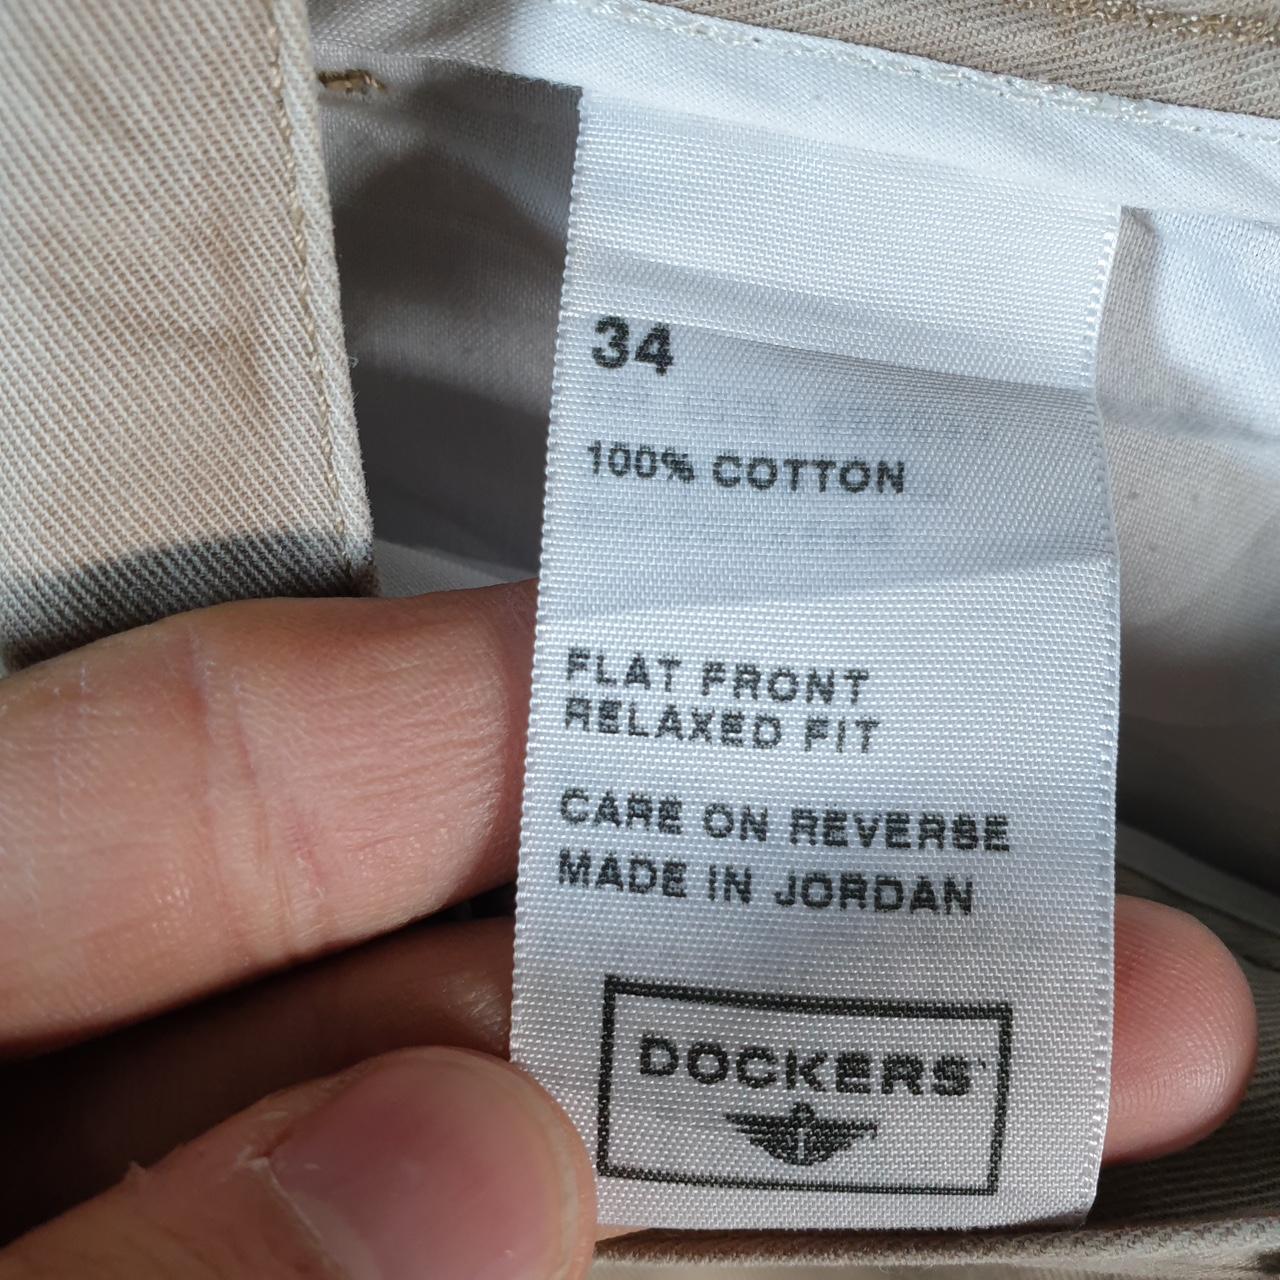 34
100% COTTON
FLAT FRONT
RELAXED FIT
CARE ON REVERSE
MADE IN JORDAN
DOCKERS